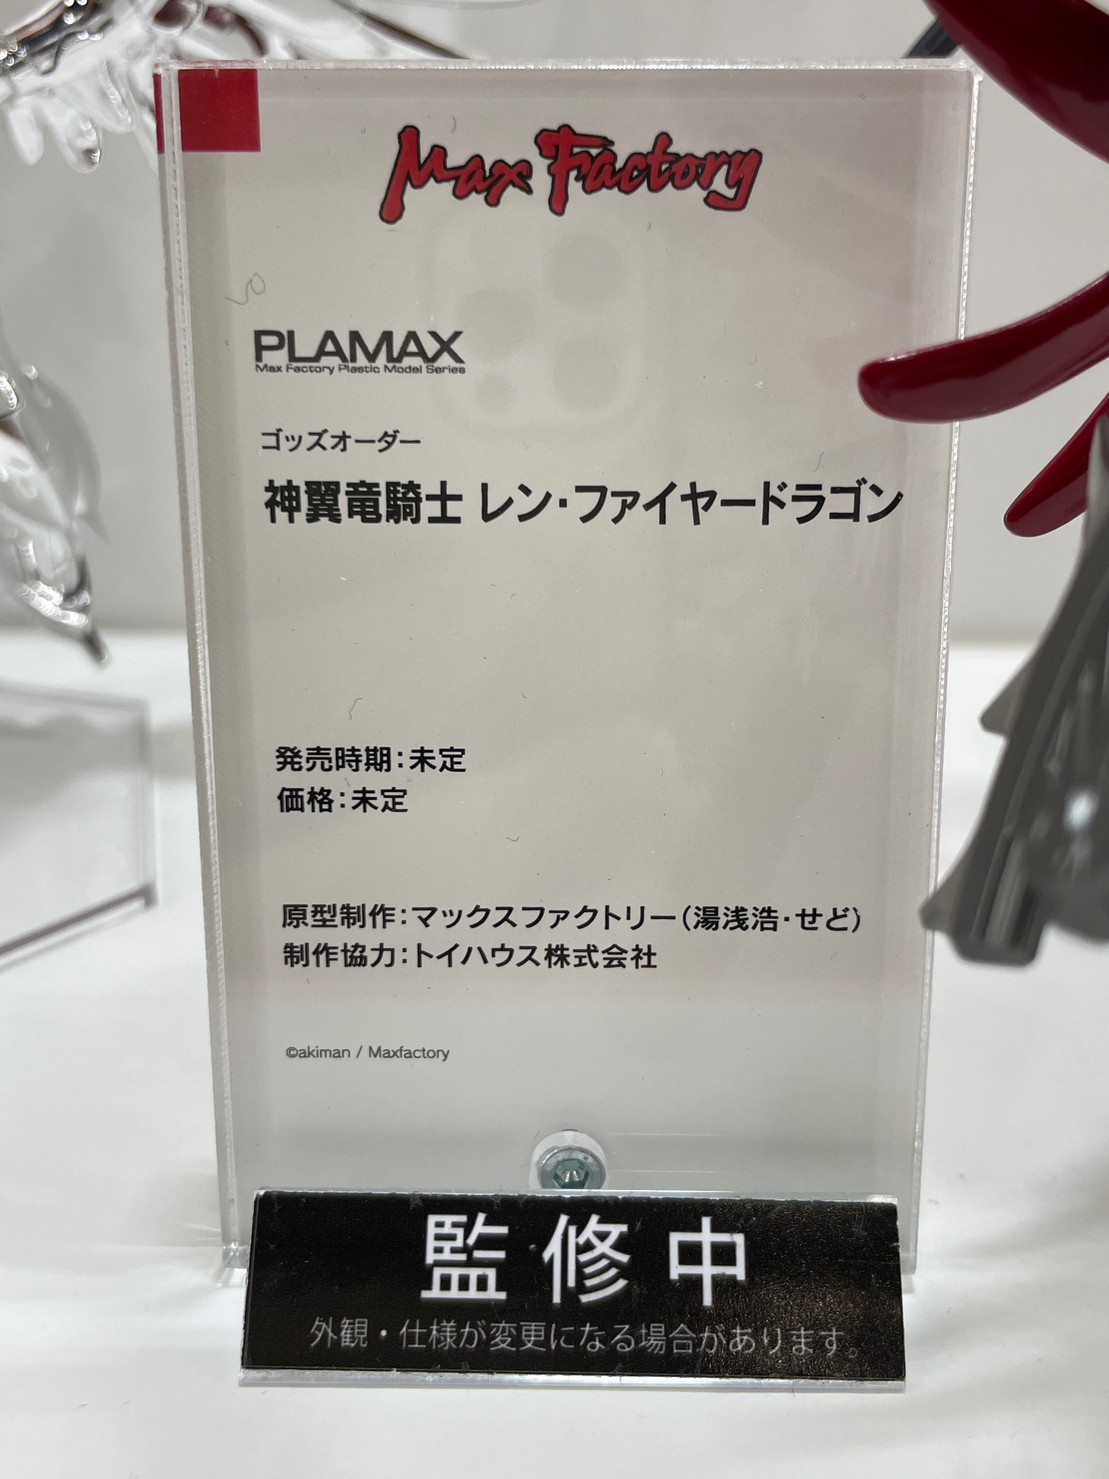 Max Factory
PLAMAX
Max Factory Plastic Model Series
ゴッズオーダー
神翼竜騎士 レン・ファイヤードラゴン
発売時期：未定
価格：未定
原型制作：マックスファクトリー（湯浅浩・せど）
制作協力：トイハウス株式会社
©akiman / Maxfactory
監修中
外観・仕様が変更になる場合があります。